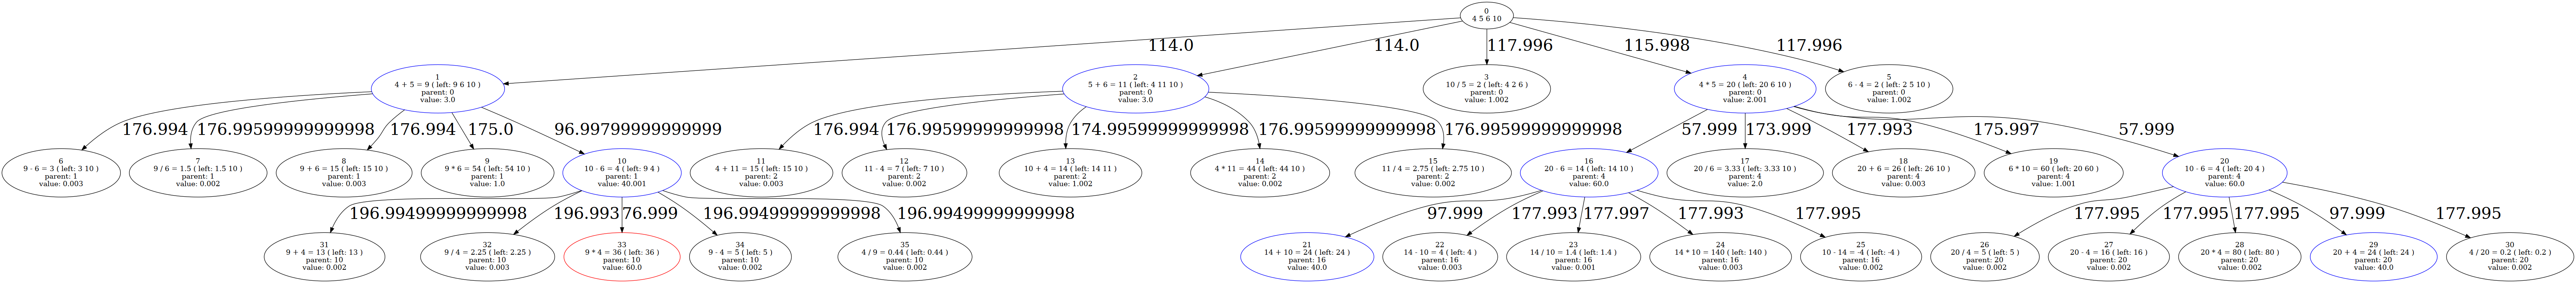 0
4 5 6 10
114.0
114.0
117.996
115.998
117.996
1
4 + 5 = 9 ( left: 9 6 10 )
parent: 0
value: 3.0
2
5 + 6 = 11 ( left: 4 11 10 )
parent: 0
value: 3.0
3
10 / 5 = 2 ( left: 4 2 6 )
parent: 0
value: 1.002
4
4 * 5 = 20 ( left: 20 6 10 )
parent: 0
value: 2.001
5
6 - 4 = 2 ( left: 2 5 10 )
parent: 0
value: 1.002
176.994
176.99599999999998
176.994
175.0
96.99799999999999
176.994
176.99599999999998
174.99599999999998
176.99599999999998
176.99599999999998
57.999
173.999
177.993
175.997
57.999
6
9 - 6 = 3 ( left: 3 10 )
parent: 1
value: 0.003
7
9 / 6 = 1.5 ( left: 1.5 10 )
parent: 1
value: 0.002
8
9 + 6 = 15 ( left: 15 10 )
parent: 1
value: 0.003
9
9 * 6 = 54 ( left: 54 10 )
parent: 1
value: 1.0
10
10 - 6 = 4 ( left: 9 4 )
parent: 1
value: 40.001
11
4 + 11 = 15 ( left: 15 10 )
parent: 2
value: 0.003
12
11 - 4 = 7 ( left: 7 10 )
parent: 2
value: 0.002
13
10 + 4 = 14 ( left: 14 11 )
parent: 2
value: 1.002
14
4 * 11 = 44 ( left: 44 10 )
parent: 2
value: 0.002
15
11 / 4 = 2.75 ( left: 2.75 10 )
parent: 2
value: 0.002
16
20 - 6 = 14 ( left: 14 10 )
parent: 4
value: 60.0
17
20 / 6 = 3.33 ( left: 3.33 10 )
parent: 4
value: 2.0
18
20 + 6 = 26 ( left: 26 10 )
parent: 4
value: 0.003
19
6 * 10 = 60 ( left: 20 60 )
parent: 4
value: 1.001
20
10 - 6 = 4 ( left: 20 4 )
parent: 4
value: 60.0
196.99499999999998
196.993
76.999
196.99499999999998
196.99499999999998
97.999
177.993
177.997
177.993
177.995
177.995
177.995
177.995
97.999
177.995
31
9 + 4 = 13 ( left: 13 )
parent: 10
value: 0.002
32
9 / 4 = 2.25 ( left: 2.25 )
parent: 10
value: 0.003
33
9 * 4 = 36 ( left: 36 )
parent: 10
value: 60.0
34
9 - 4 = 5 ( left: 5 )
parent: 10
value: 0.002
35
4 / 9 = 0.44 ( left: 0.44 )
parent: 10
value: 0.002
21
14 + 10 = 24 ( left: 24 )
parent: 16
value: 40.0
22
14 - 10 = 4 ( left: 4 )
parent: 16
value: 0.003
23
14 / 10 = 1.4 ( left: 1.4 )
parent: 16
value: 0.001
24
14 * 10 = 140 ( left: 140 )
parent: 16
value: 0.003
25
10 - 14 = -4 ( left: -4 )
parent: 16
value: 0.002
26
20 / 4 = 5 ( left: 5 )
parent: 20
value: 0.002
27
20 - 4 = 16 ( left: 16 )
parent: 20
value: 0.002
28
20 * 4 = 80 ( left: 80 )
parent: 20
value: 0.002
29
20 + 4 = 24 ( left: 24 )
parent: 20
value: 40.0
30
4 / 20 = 0.2 ( left: 0.2 )
parent: 20
value: 0.002